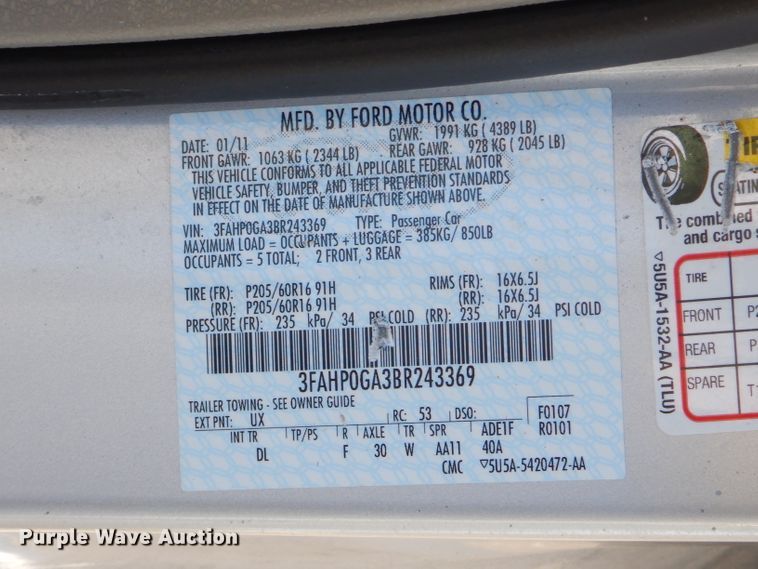 MFD. BY FORD MOTOR CO.
DATE: 01/11 GVWR: 1991 KG ( 4389 LB)
FRONT GAWR: 1063 KG ( 2344 LB) REAR GAWR: 928 KG ( 2045 LB)
THIS VEHICLE CONFORMS TO ALL APPLICABLE FEDERAL MOTOR
VEHICLE SAFETY, BUMPER, AND THEFT PREVENTION STANDARDS
IN EFFECT ON THE DATE OF MANUFACTURE SHOWN ABOVE.
VIN: 3FAHP0GA3BR243369 TYPE: Passenger Car
MAXIMUM LOAD = OCCUPANTS + LUGGAGE = 385KG/ 850LB
OCCUPANTS = 5 TOTAL; 2 FRONT, 3 REAR
TIRE (FR): P205/60R16 91H RIMS (FR): 16X6.5J
(RR): P205/60R16 91H (RR): 16X6.5J
PRESSURE (FR): 235 kPa/ 34 PSI COLD (RR): 235 kPa/ 34 PSI COLD
3FAHP0GA3BR243369
TRAILER TOWING - SEE OWNER GUIDE
EXT PNT: UX RC: 53 DSO: F0107
INT TR TP/PS R AXLE TR SPR ADE1F R0101
DL F 30 W AA11 40A
CMC ▽5U5A-5420472-AA
The combined
and cargo
TIRE
FRONT P2
REAR P
SPARE T1
▽5U5A-1532-AA (TLU)
Purple Wave Auction